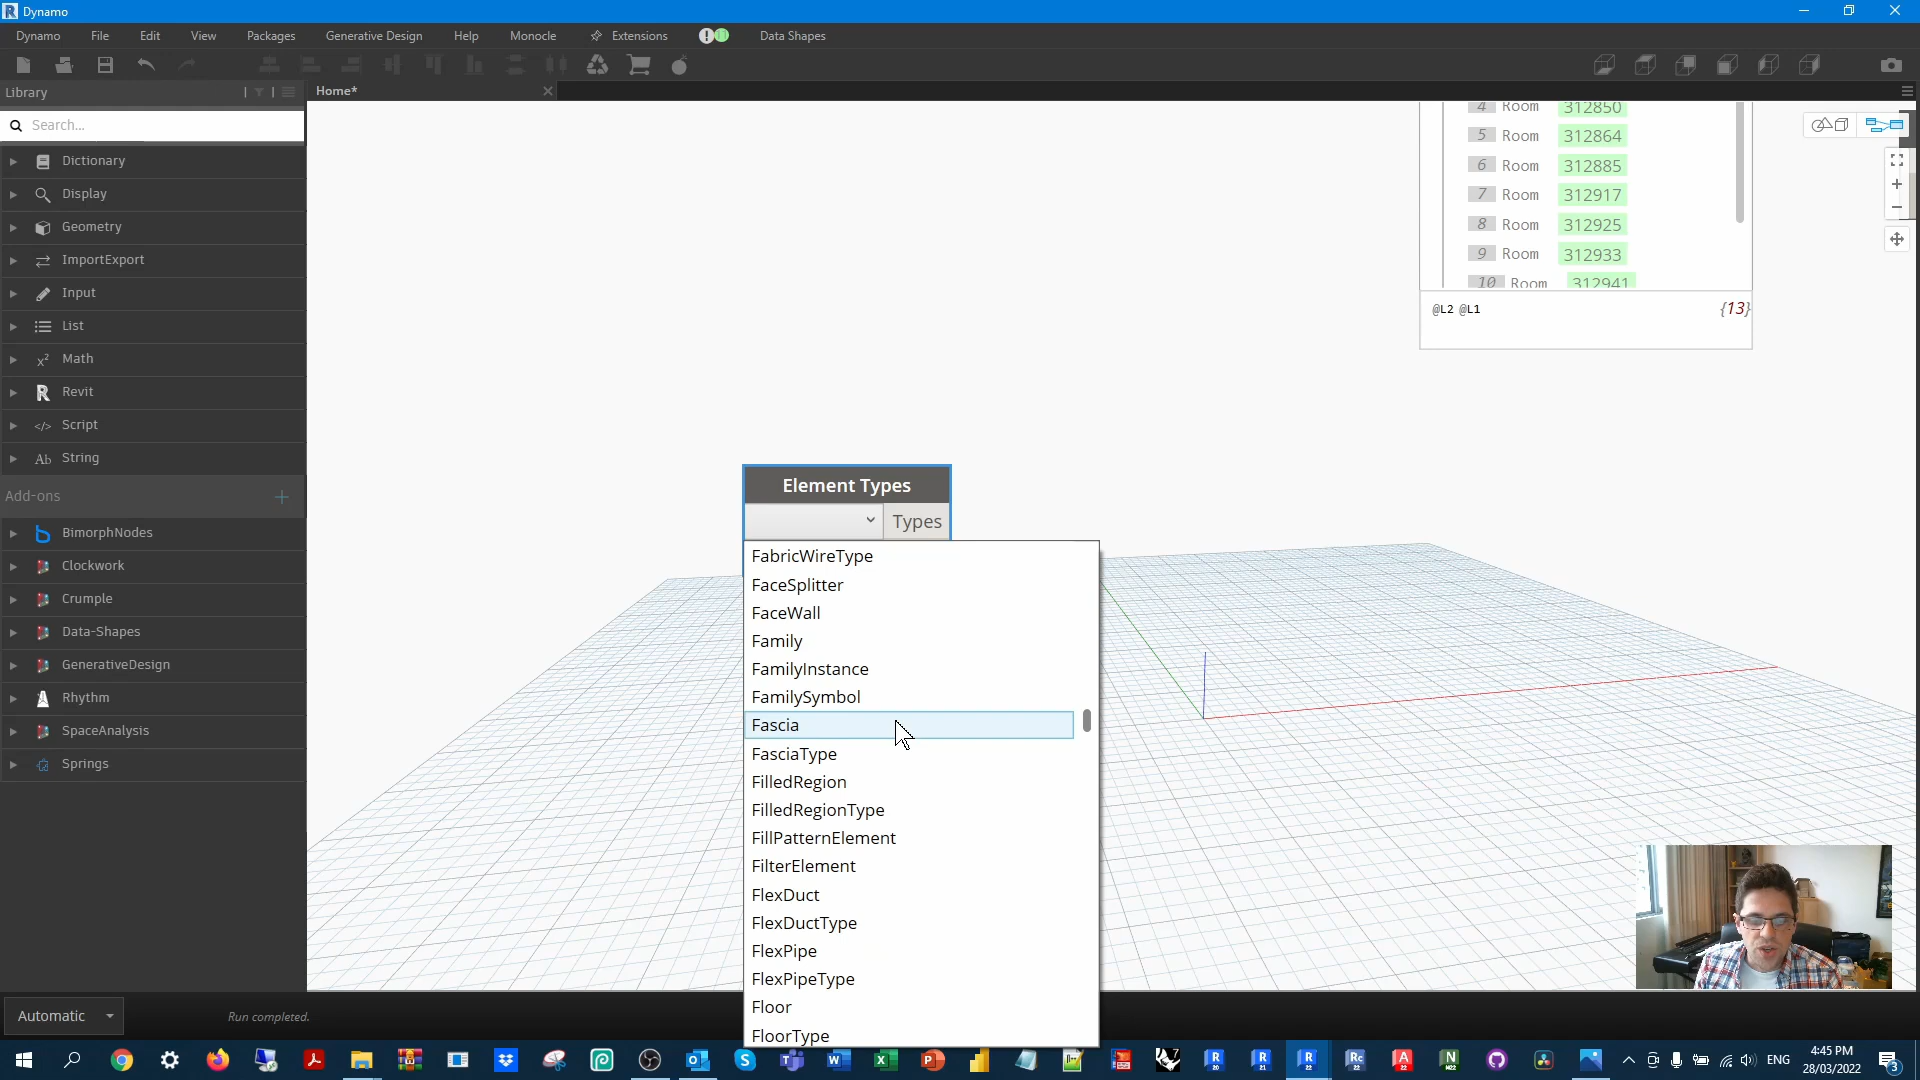 Dynamo
Dynamo File Edit View Packages Generative Design Help Monocle Extensions Data Shapes
Library
Home*
Search...
Dictionary
Display
Geometry
ImportExport
Input
List
Math
Revit
Script
String
Add-ons
BimorphNodes
Clockwork
Crumple
Data-Shapes
GenerativeDesign
Rhythm
SpaceAnalysis
Springs
4 Room 312850
5 Room 312864
6 Room 312885
7 Room 312917
8 Room 312925
9 Room 312933
10 Room 312941
@L2 @L1 {13}
Element Types
Types
FabricWireType
FaceSplitter
FaceWall
Family
FamilyInstance
FamilySymbol
Fascia
FasciaType
FilledRegion
FilledRegionType
FillPatternElement
FilterElement
FlexDuct
FlexDuctType
FlexPipe
FlexPipeType
Floor
FloorType
Automatic
Run completed.
ENG
4:45 PM
28/03/2022
3